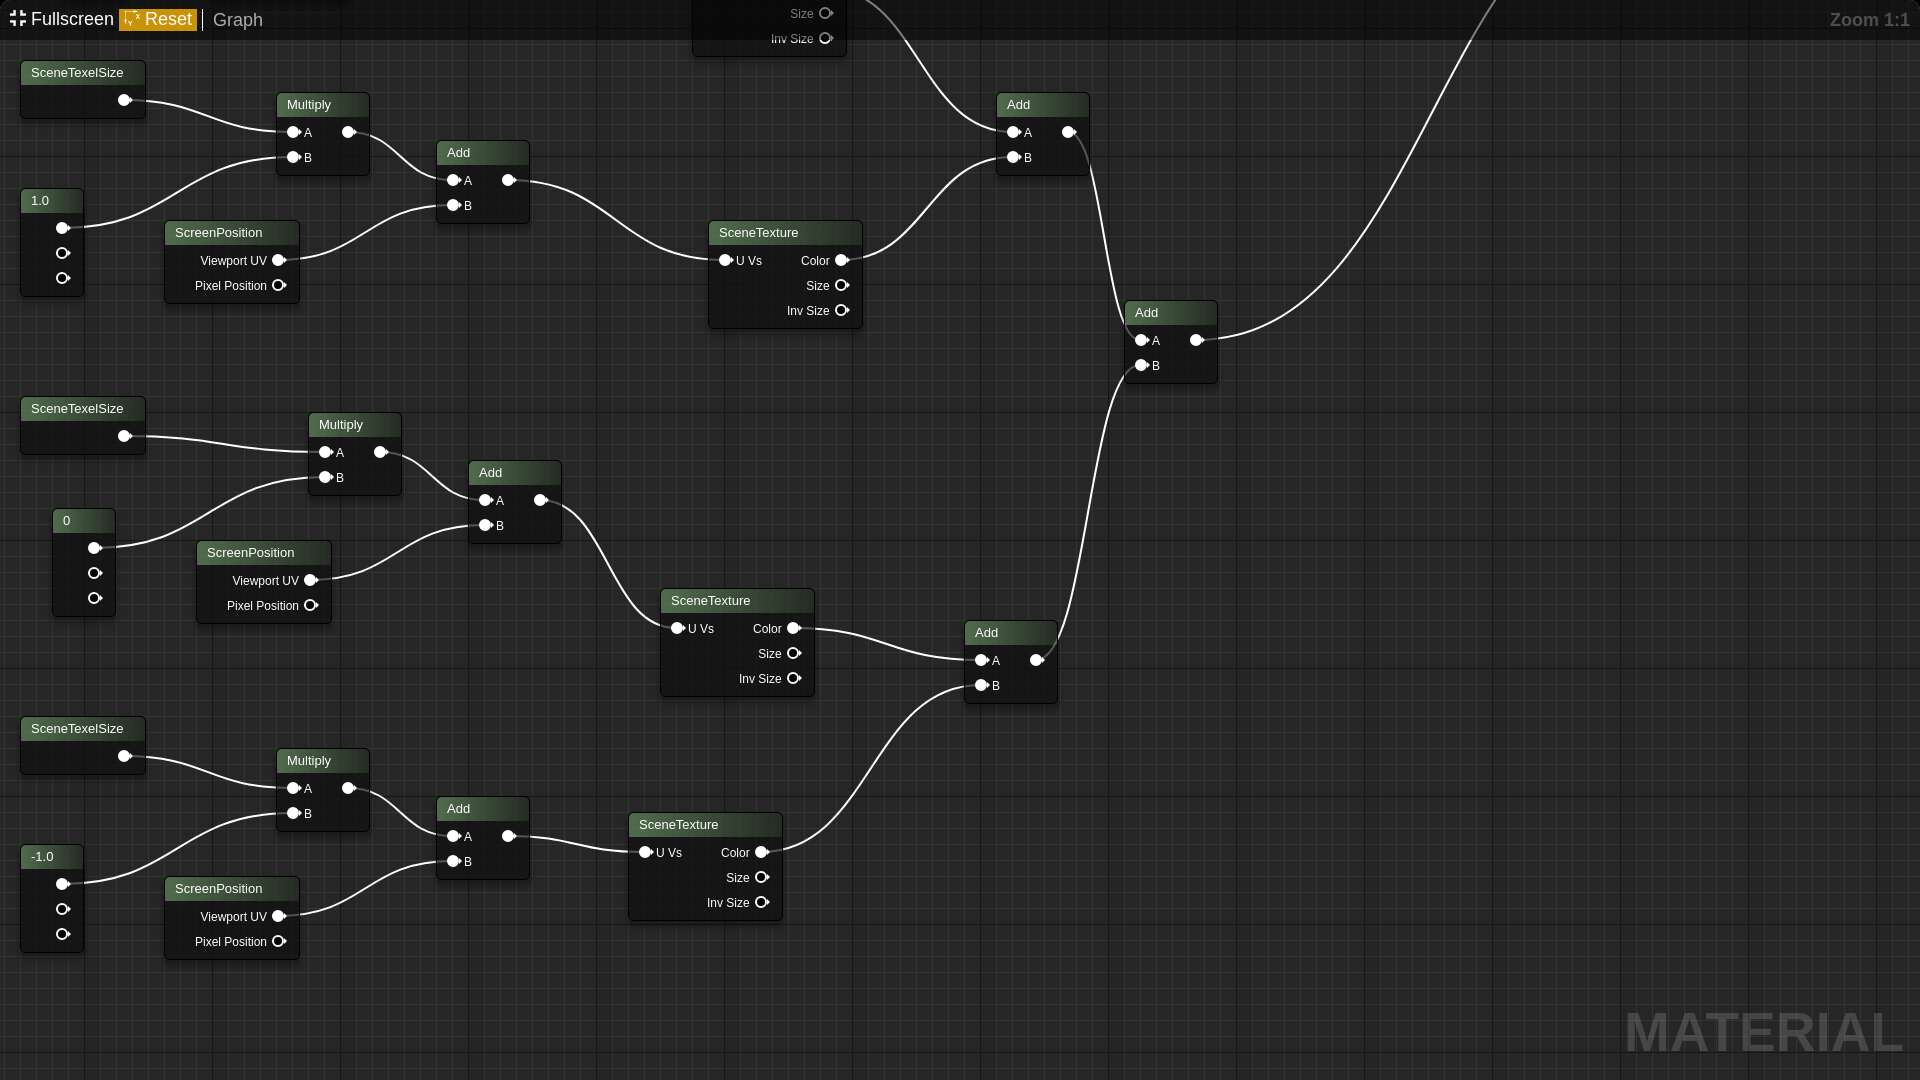 Fullscreen Reset Graph Zoom 1:1
Size
Inv Size
SceneTexelSize
Multiply
A
B
1.0
Add
A
B
ScreenPosition
Viewport UV
Pixel Position
SceneTexture
U Vs Color
Size
Inv Size
Add
A
B
Add
A
B
SceneTexelSize
Multiply
A
B
0
Add
A
B
ScreenPosition
Viewport UV
Pixel Position
SceneTexture
U Vs Color
Size
Inv Size
Add
A
B
SceneTexelSize
Multiply
A
B
-1.0
Add
A
B
ScreenPosition
Viewport UV
Pixel Position
SceneTexture
U Vs Color
Size
Inv Size
MATERIAL